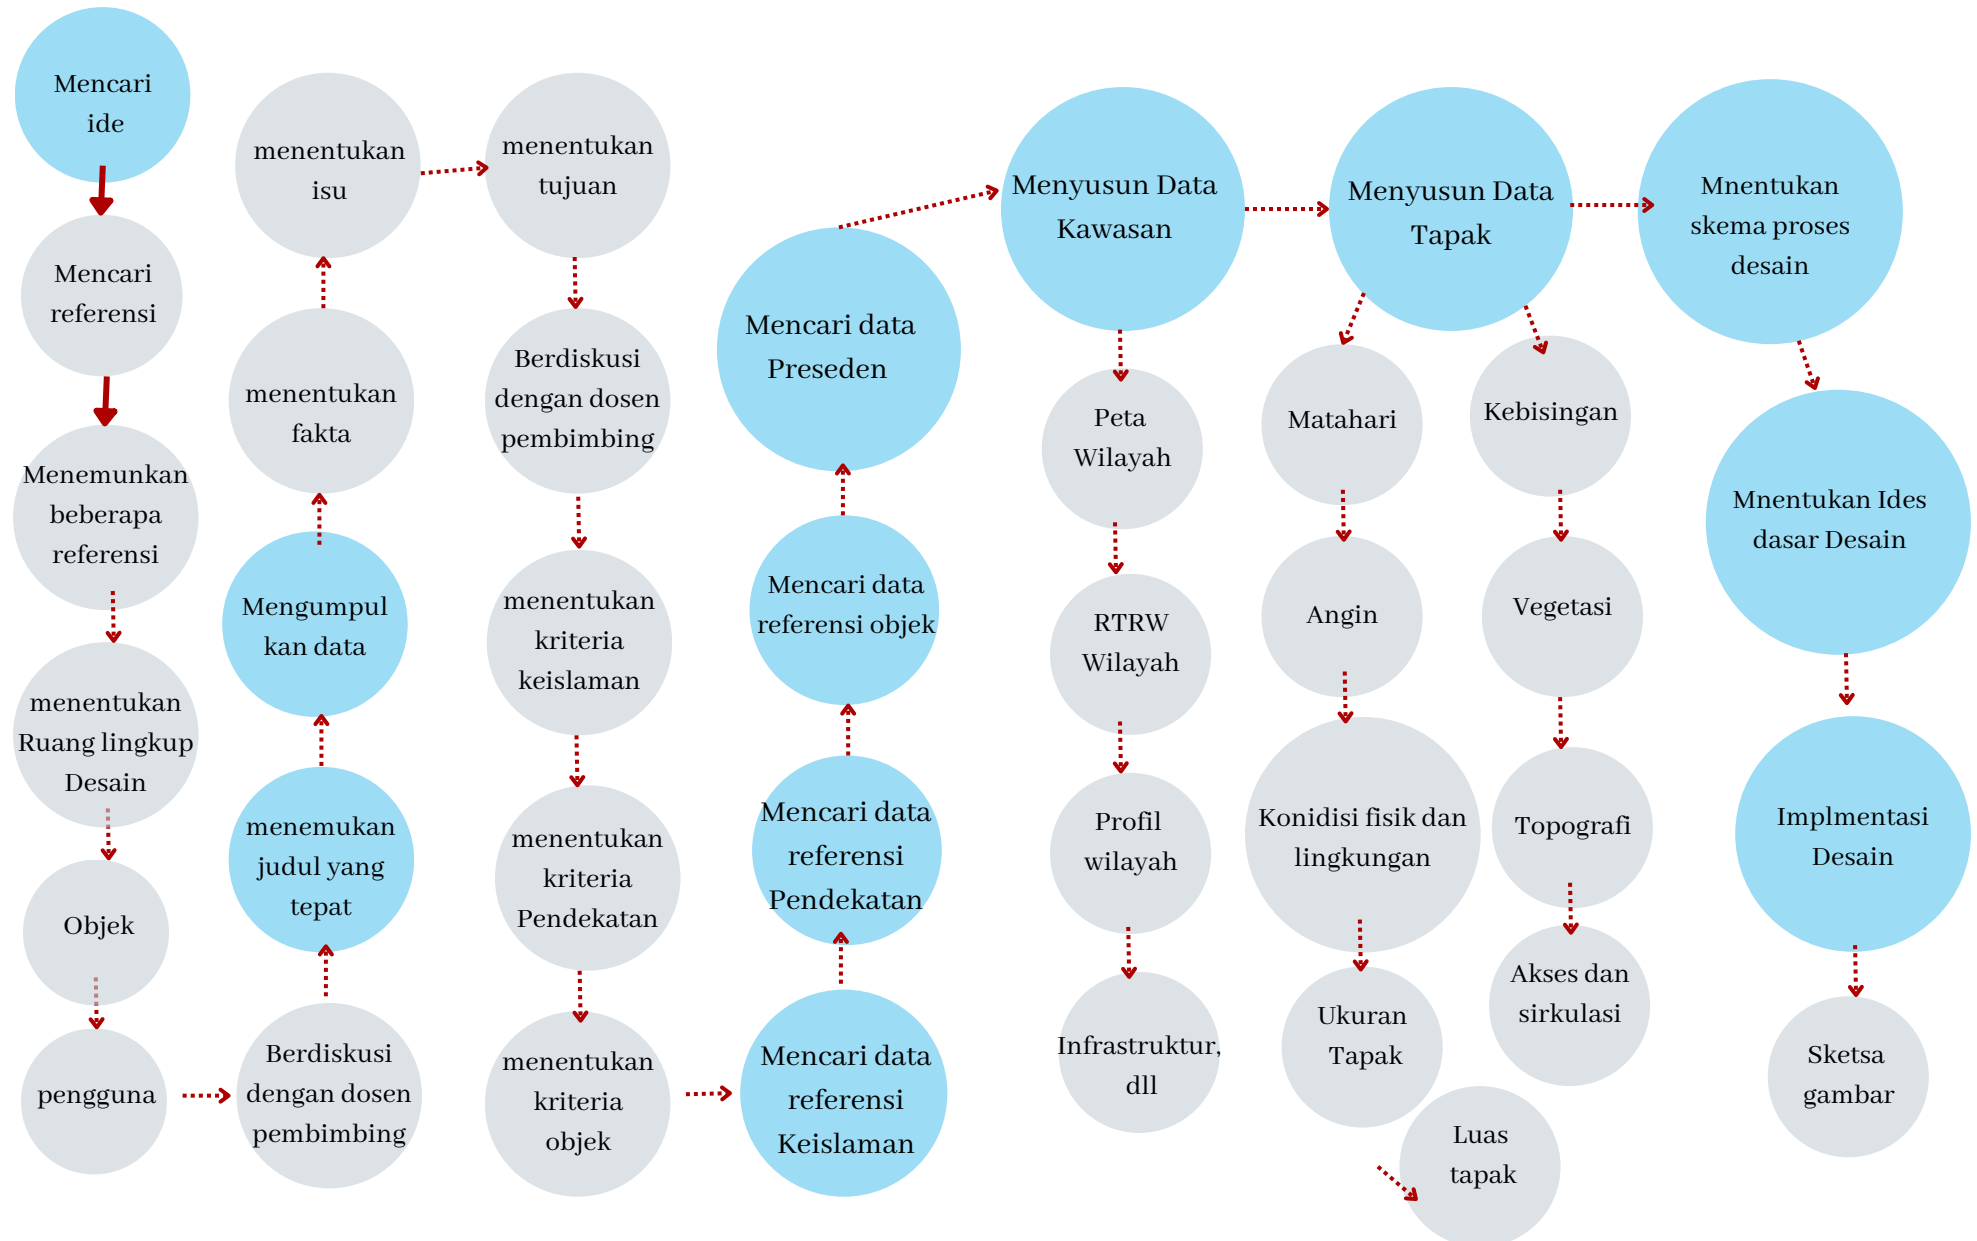 Mencari
ide
Mencari
referensi
Menemunkan
beberapa
referensi
menentukan
Ruang lingkup
Desain
Objek
pengguna
Berdiskusi
dengan dosen
pembimbing
menemukan
judul yang
tepat
Mengumpul
kan data
menentukan
fakta
menentukan
isu
menentukan
tujuan
Berdiskusi
dengan dosen
pembimbing
menentukan
kriteria
keislaman
menentukan
kriteria
Pendekatan
menentukan
kriteria
objek
Mencari data
referensi
Keislaman
Mencari data
referensi
Pendekatan
Mencari data
referensi objek
Mencari data
Preseden
Menyusun Data
Kawasan
Peta
Wilayah
RTRW
Wilayah
Profil
wilayah
Infrastruktur,
dll
Menyusun Data
Tapak
Matahari
Angin
Konidisi fisik dan
lingkungan
Ukuran
Tapak
Luas
tapak
Kebisingan
Vegetasi
Topografi
Akses dan
sirkulasi
Mnentukan
skema proses
desain
Mnentukan Ides
dasar Desain
Implmentasi
Desain
Sketsa
gambar